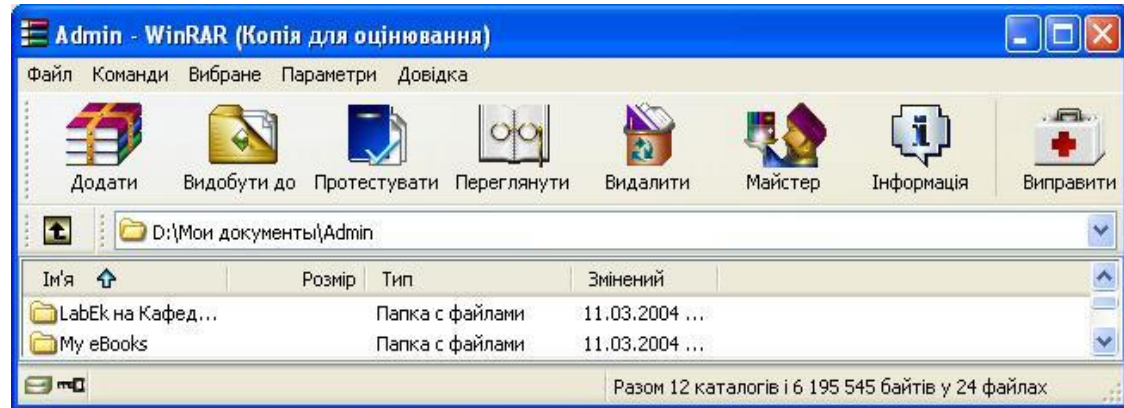 Admin - WinRAR (Копія для оцінювання)
Файл Команди Вибране Параметри Довідка
Додати Видобути до Протестувати Переглянути Видалити Майстер Інформація Виправити
D:\Мои документы\Admin
Ім'я Розмір Тип Змінений
LabEk на Кафед... Папка с файлами 11.03.2004 ...
My eBooks Папка с файлами 11.03.2004 ...
Разом 12 каталогів і 6 195 545 байтів у 24 файлах